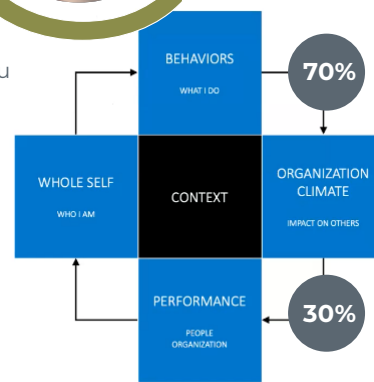 u
BEHAVIORS
WHAT I DO
70%
WHOLE SELF
WHO I AM
CONTEXT
ORGANIZATION
CLIMATE
IMPACT ON OTHERS
PERFORMANCE
PEOPLE
ORGANIZATION
30%